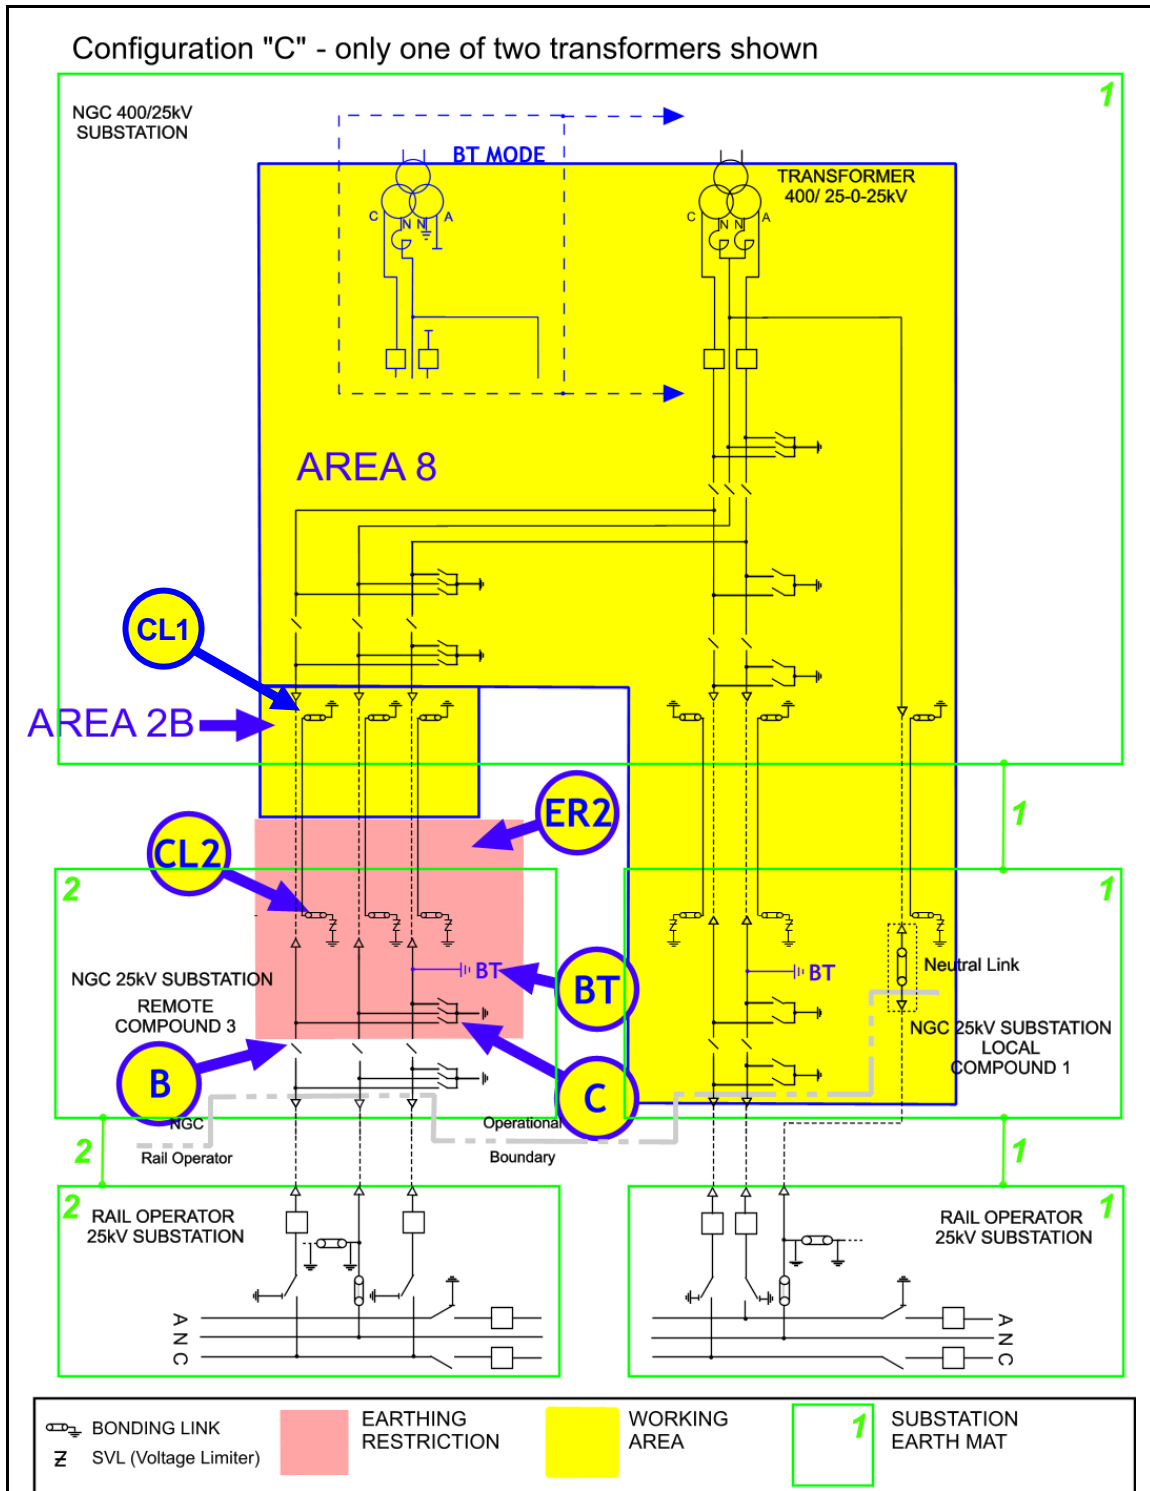 Configuration "C" - only one of two transformers shown
NGC 400/25kV
SUBSTATION
1
BT MODE
TRANSFORMER
400/ 25-0-25kV
C
N
N
A
C
N
N
A
AREA 8
CL1
AREA 2B
ER2
1
CL2
2
1
NGC 25kV SUBSTATION
REMOTE
COMPOUND 3
BT
BT
BT
Neutral Link
NGC 25kV SUBSTATION
LOCAL
COMPOUND 1
B
C
NGC
Operational
Rail Operator
Boundary
2
1
2
RAIL OPERATOR
25kV SUBSTATION
RAIL OPERATOR
25kV SUBSTATION
1
A
N
C
A
N
C
BONDING LINK
SVL (Voltage Limiter)
EARTHING
RESTRICTION
WORKING
AREA
1
SUBSTATION
EARTH MAT